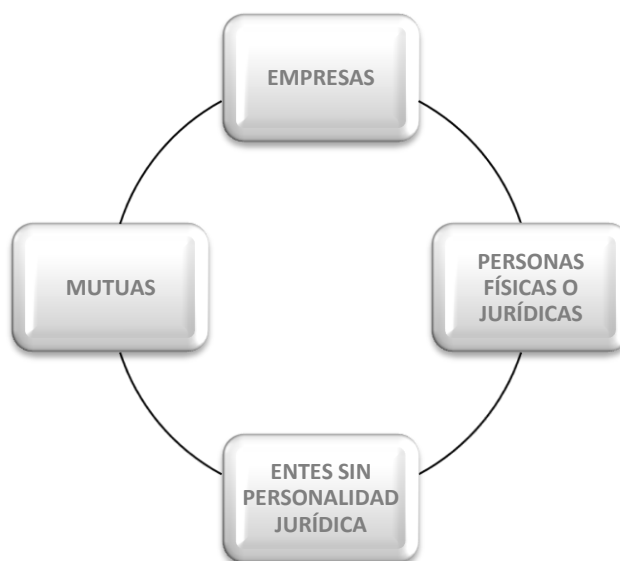 EMPRESAS
MUTUAS
PERSONAS
FÍSICAS O
JURÍDICAS
ENTES SIN
PERSONALIDAD
JURÍDICA